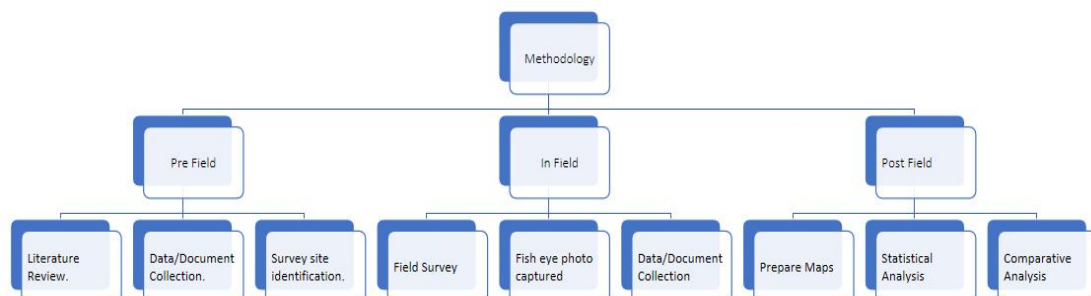 Methodology
Pre Field
In Field
Post Field
Literature
Review.
Data/Document
Collection.
Survey site
identification.
Field Survey
Fish eye photo
captured
Data/Document
Collection
Prepare Maps
Statistical
Analysis
Comparative
Analysis